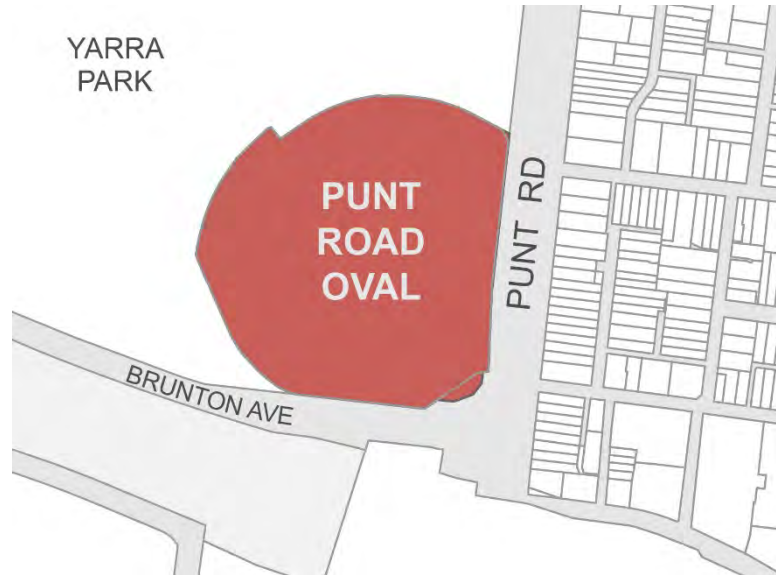 YARRA
PARK
PUNT
ROAD
OVAL
PUNT RD
BRUNTON AVE